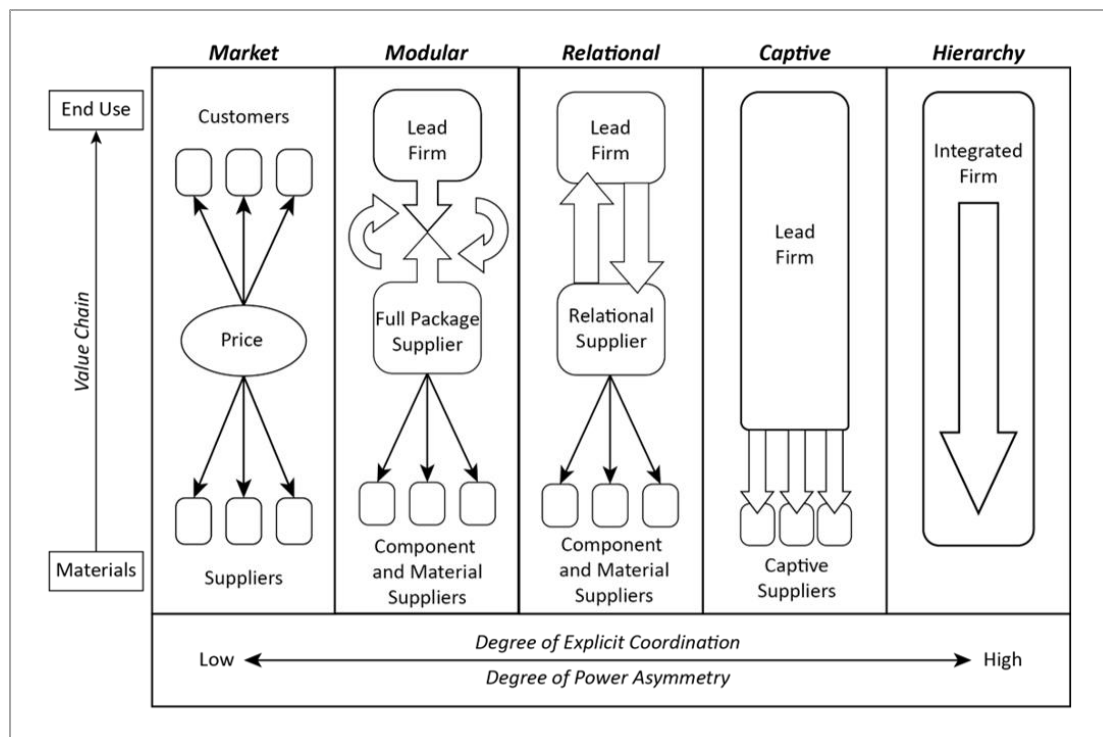 Market
Modular
Relational
Captive
Hierarchy
End Use
Value Chain
Materials
Customers
Price
Suppliers
Lead
Firm
Full Package
Supplier
Component
and Material
Suppliers
Lead
Firm
Relational
Supplier
Component
and Material
Suppliers
Lead
Firm
Captive
Suppliers
Integrated
Firm
Degree of Explicit Coordination
Low
High
Degree of Power Asymmetry